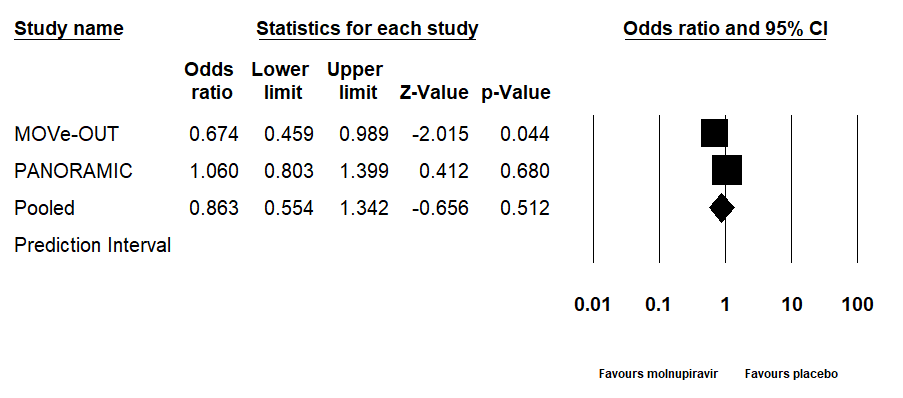 Study name Statistics for each study Odds ratio and 95% CI
Odds Lower Upper
ratio limit limit Z-Value p-Value
MOVe-OUT 0.674 0.459 0.989 -2.015 0.044
PANORAMIC 1.060 0.803 1.399 0.412 0.680
Pooled 0.863 0.554 1.342 -0.656 0.512
Prediction Interval
0.01 0.1 1 10 100
Favours molnupiravir Favours placebo